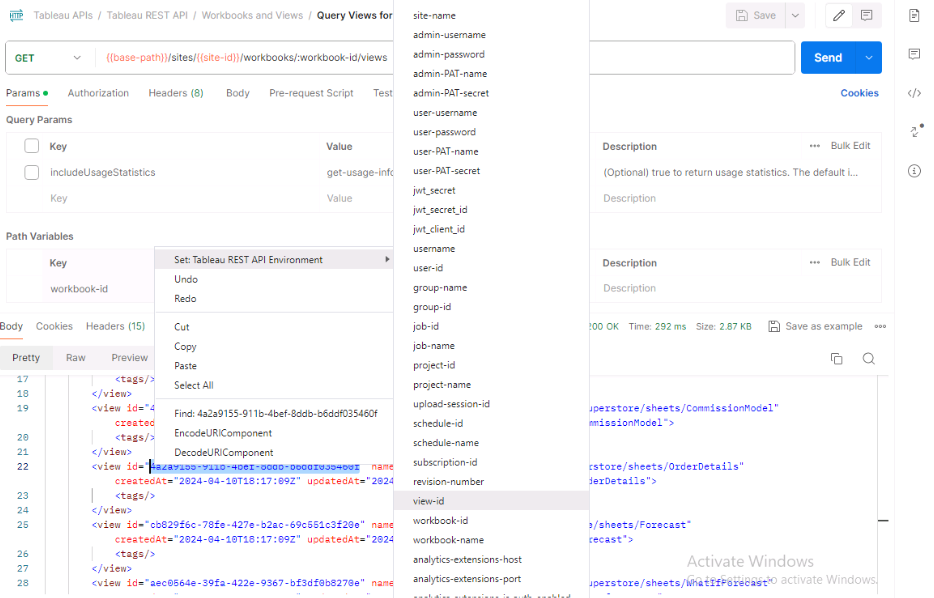 HTTP Tableau APIs / Tableau REST API / Workbooks and Views / Query Views for
Save
GET {{base-path}}/sites/{{site-id}}/workbooks/:workbook-id/views
Send
Params Authorization Headers (8) Body Pre-request Script Test
Cookies
Query Params
Key Value Description Bulk Edit
includeUsageStatistics get-usage-info (Optional) true to return usage statistics. The default i...
Key Value Description
Path Variables
Key Description Bulk Edit
workbook-id Description
Body Cookies Headers (15) 200 OK Time: 292 ms Size: 2.87 KB Save as example
Pretty Raw Preview
Set: Tableau REST API Environment
Undo
Redo
Cut
Copy
Paste
Select All
Find: 4a2a9155-911b-4bef-8ddb-b6ddf035460f
EncodeURIComponent
DecodeURIComponent
site-name
admin-username
admin-password
admin-PAT-name
admin-PAT-secret
user-username
user-password
user-PAT-name
user-PAT-secret
jwt_secret
jwt_secret_id
jwt_client_id
username
user-id
group-name
group-id
job-id
job-name
project-id
project-name
upload-session-id
schedule-id
schedule-name
subscription-id
revision-number
view-id
workbook-id
workbook-name
analytics-extensions-host
analytics-extensions-port
17 <tags/>
18 </view>
19 <view id="4 uperstore/sheets/CommissionModel"
created mmissionModel">
20 <tags/>
21 </view>
22 <view id="4a2a9155-911b-4bef-8ddb-b6ddf035460f" name rstore/sheets/OrderDetails"
createdAt="2024-04-10T18:17:09Z" updatedAt="2024 derDetails">
23 <tags/>
24 </view>
25 <view id="cb829f6c-78fe-427e-b2ac-69c551c3f20e" name e/sheets/Forecast"
createdAt="2024-04-10T18:17:09Z" updatedAt="2024 recast">
26 <tags/>
27 </view>
28 <view id="aec0664e-39fa-422e-9367-bf3df0b8270e" name uperstore/sheets/WhatIfForecast"
Activate Windows
Go to Settings to activate Windows.